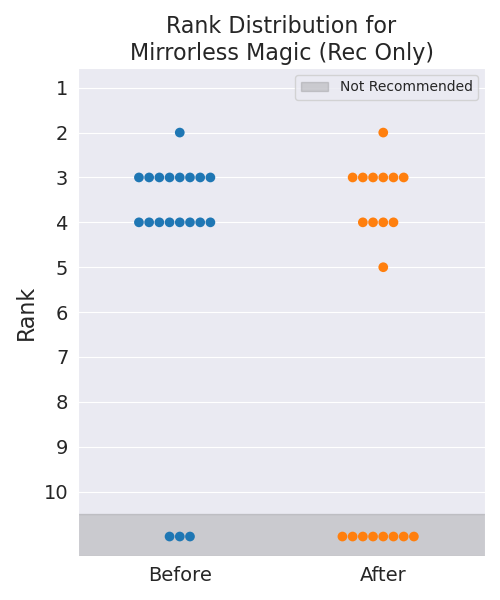 Rank Distribution for
Mirrorless Magic (Rec Only)
Not Recommended
1
2
3
4
5
6
7
8
9
10
Rank
Before
After